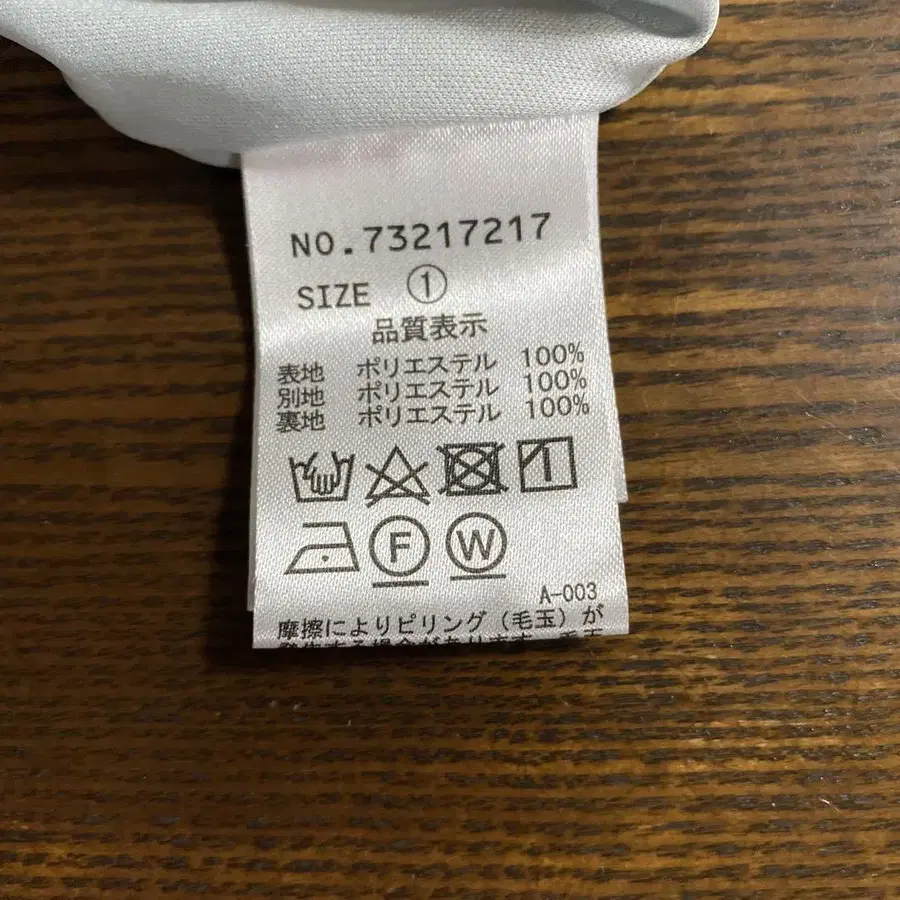 NO.73217217
SIZE ①
品質表示
表地 ポリエステル 100%
別地 ポリエステル 100%
裏地 ポリエステル 100%
F W
A-003
摩擦によりピリング（毛玉）が